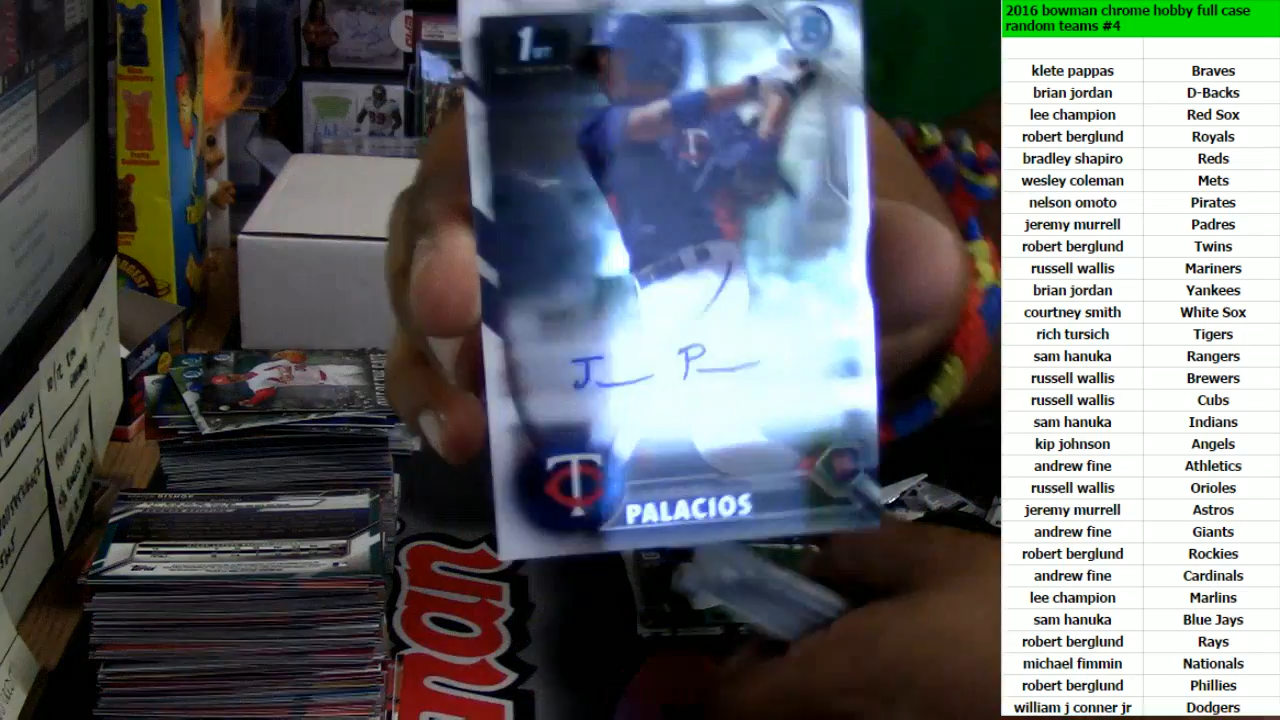 2016 bowman chrome hobby full case
random teams #4
klete pappas Braves
brian jordan D-Backs
lee champion Red Sox
robert berglund Royals
bradley shapiro Reds
wesley coleman Mets
nelson omoto Pirates
jeremy murrell Padres
robert berglund Twins
russell wallis Mariners
brian jordan Yankees
courtney smith White Sox
rich tursich Tigers
sam hanuka Rangers
russell wallis Brewers
russell wallis Cubs
sam hanuka Indians
kip johnson Angels
andrew fine Athletics
russell wallis Orioles
jeremy murrell Astros
andrew fine Giants
robert berglund Rockies
andrew fine Cardinals
lee champion Marlins
sam hanuka Blue Jays
robert berglund Rays
michael fimmin Nationals
robert berglund Phillies
william j conner jr Dodgers
1
J P
TC
PALACIOS
man